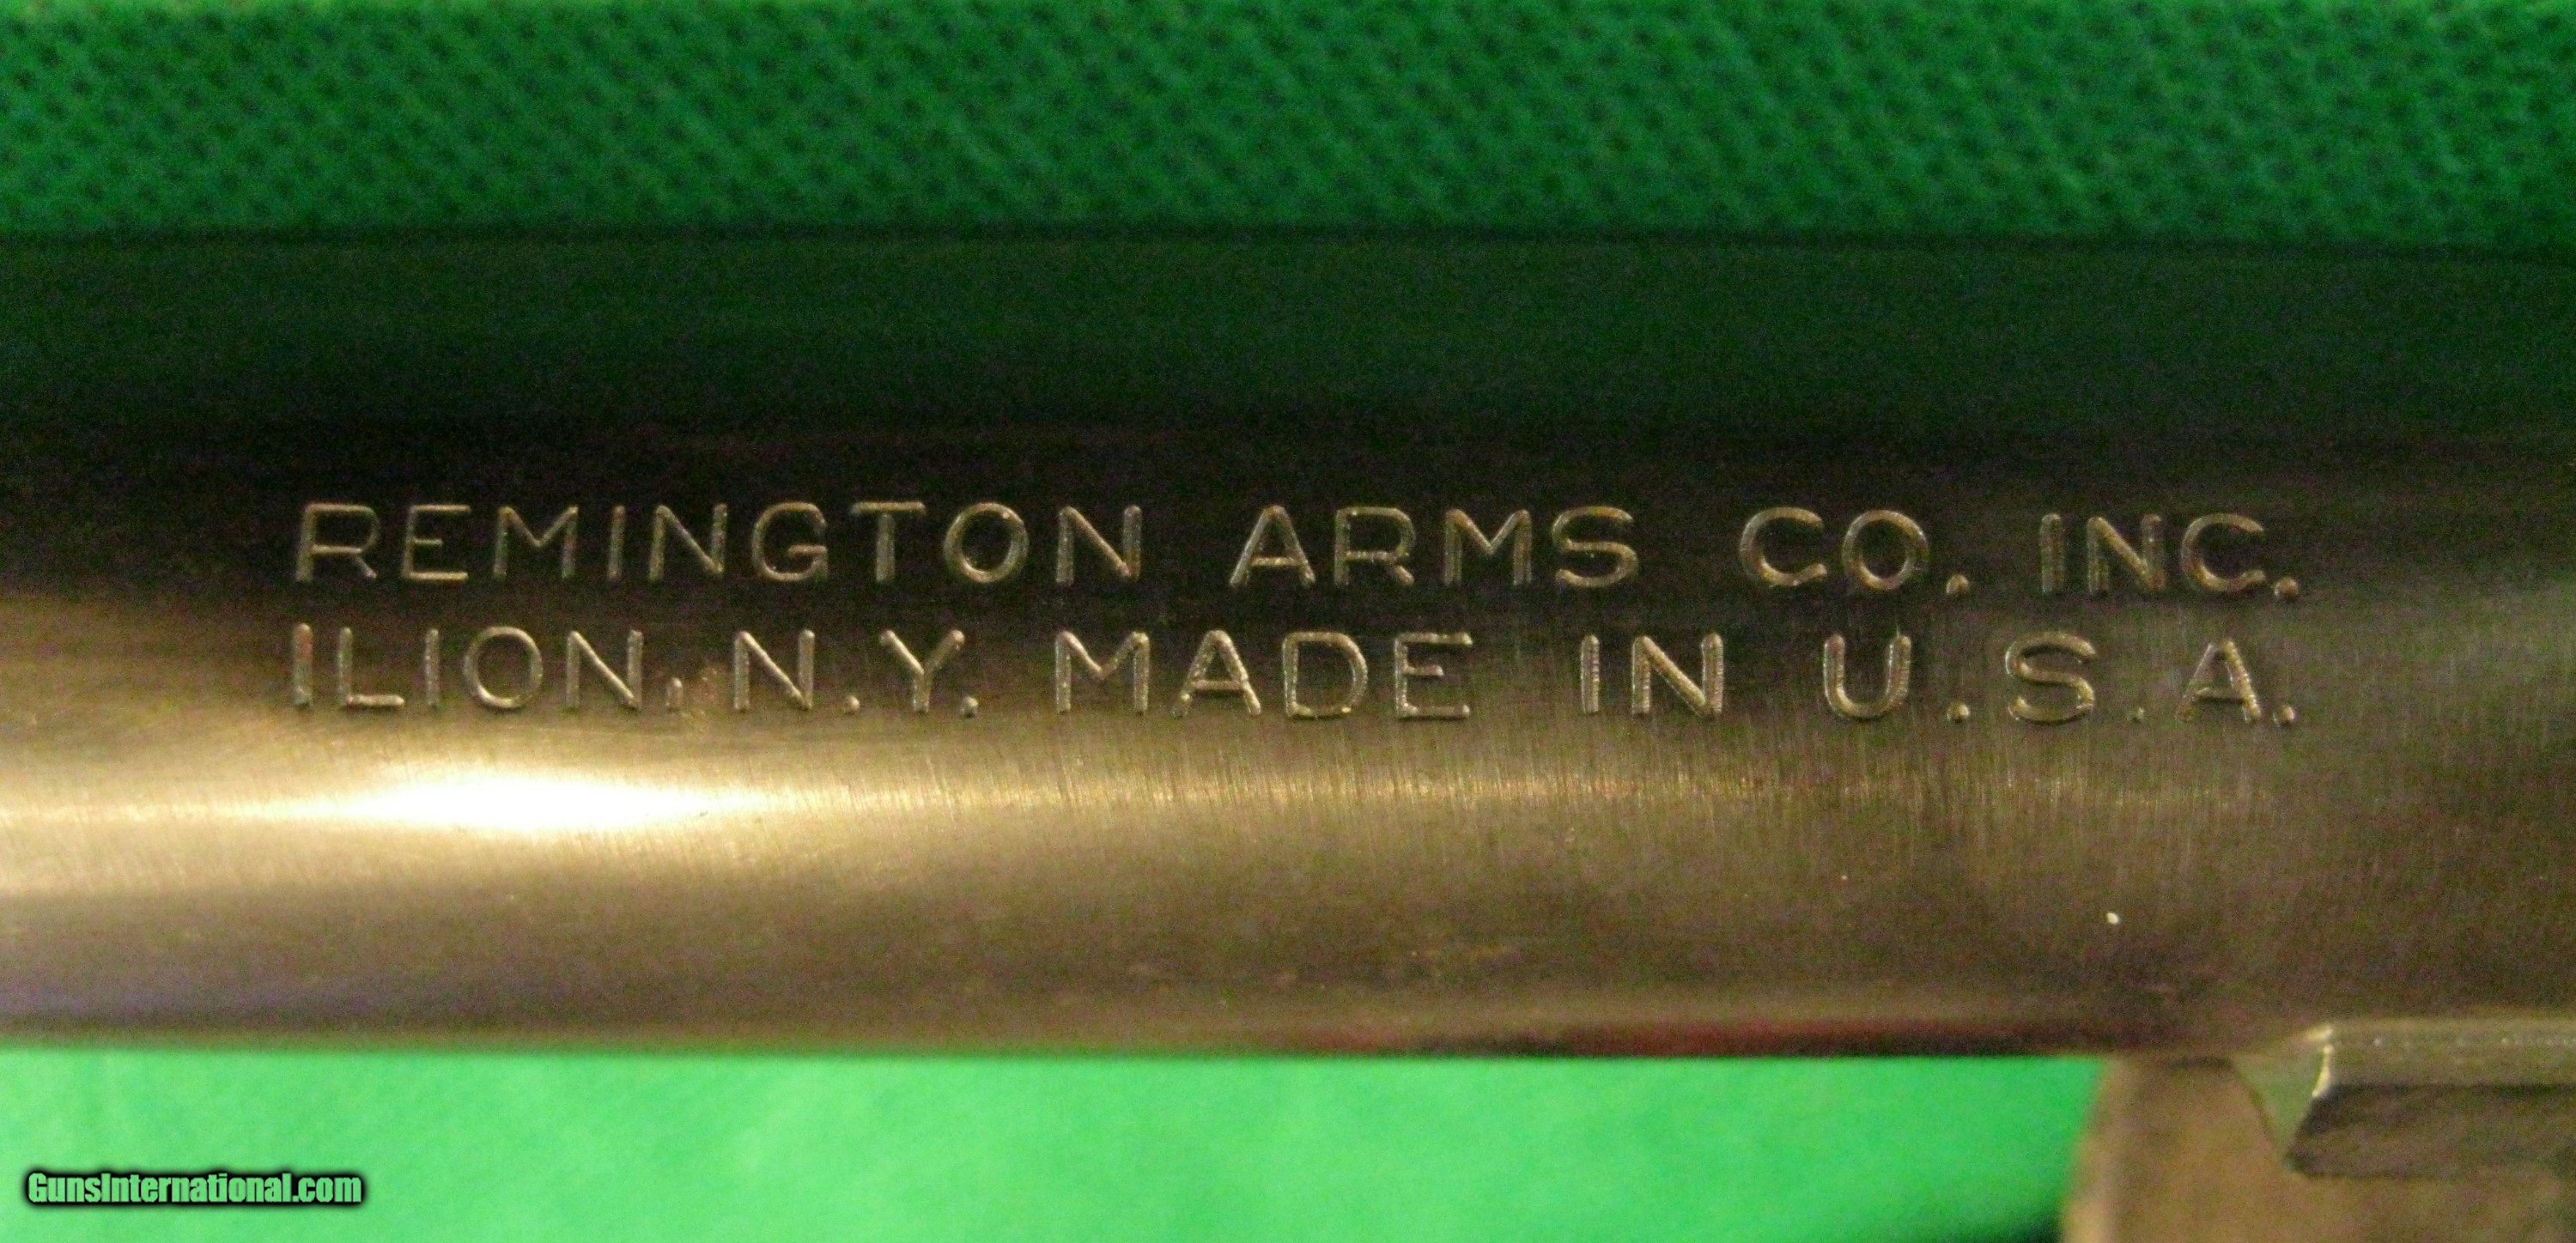 REMINGTON ARMS CO. INC.
ILION, N.Y. MADE IN U.S.A.
GunsInternational.com